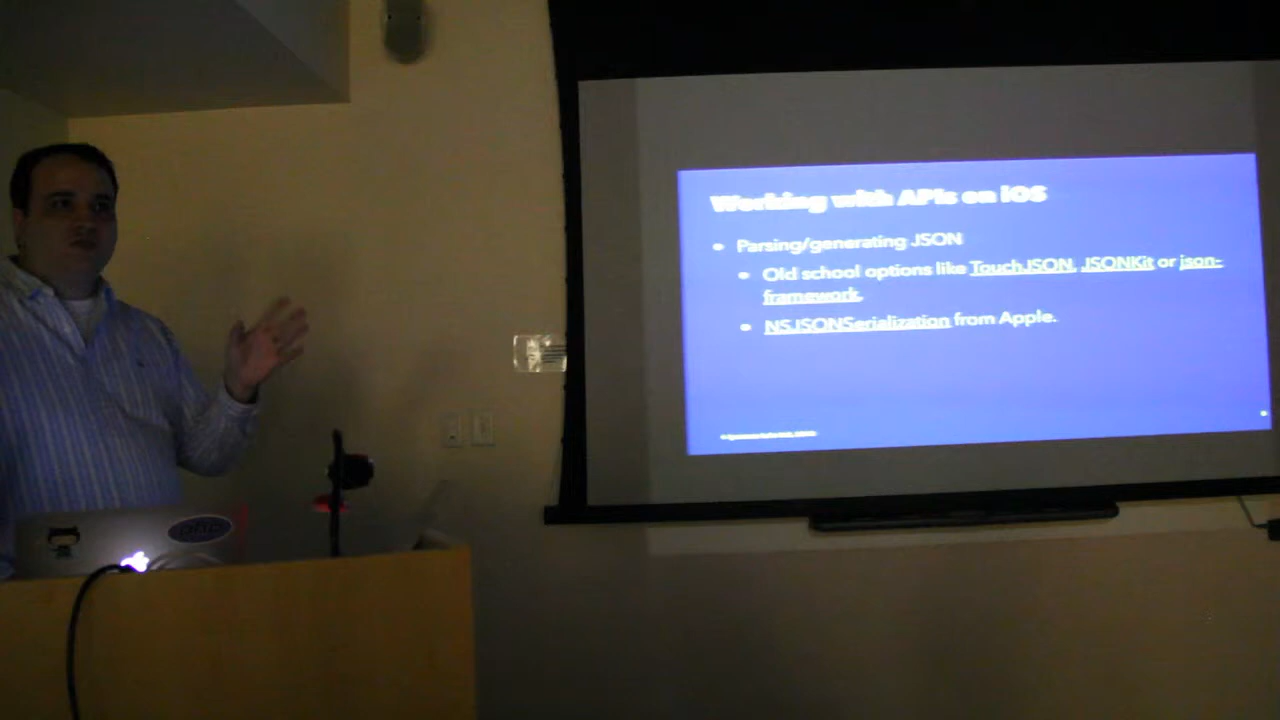 Working with APIs on iOS
• Parsing/generating JSON
• Old school options like TouchJSON, JSONKit or json-
framework.
• NSJSONSerialization from Apple.